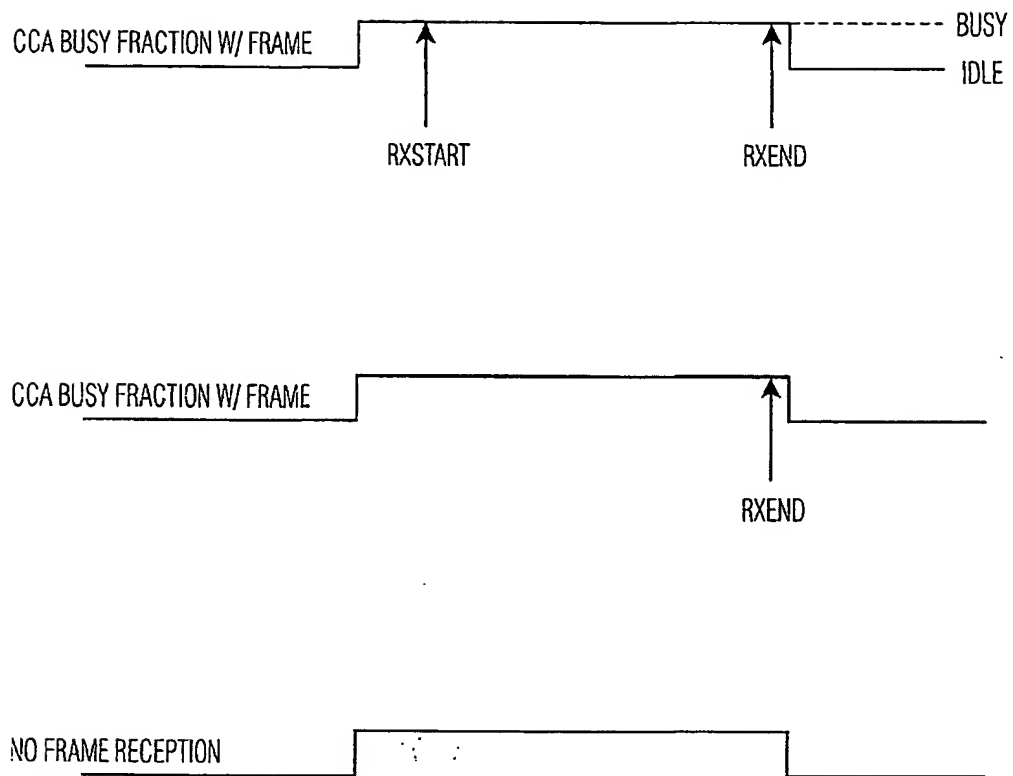 CCA BUSY FRACTION W/ FRAME
BUSY
IDLE
RXSTART
RXEND
CCA BUSY FRACTION W/ FRAME
RXEND
NO FRAME RECEPTION